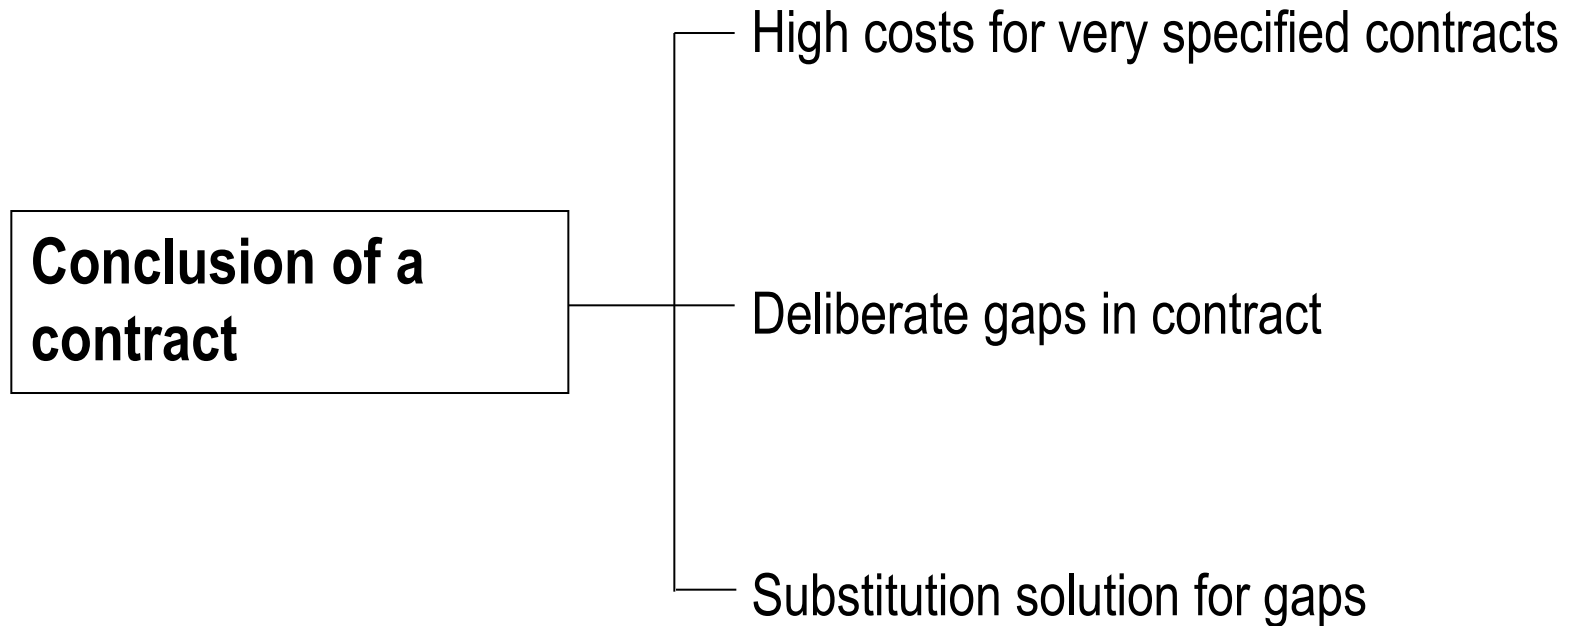 High costs for very specified contracts
Conclusion of a
contract
Deliberate gaps in contract
Substitution solution for gaps